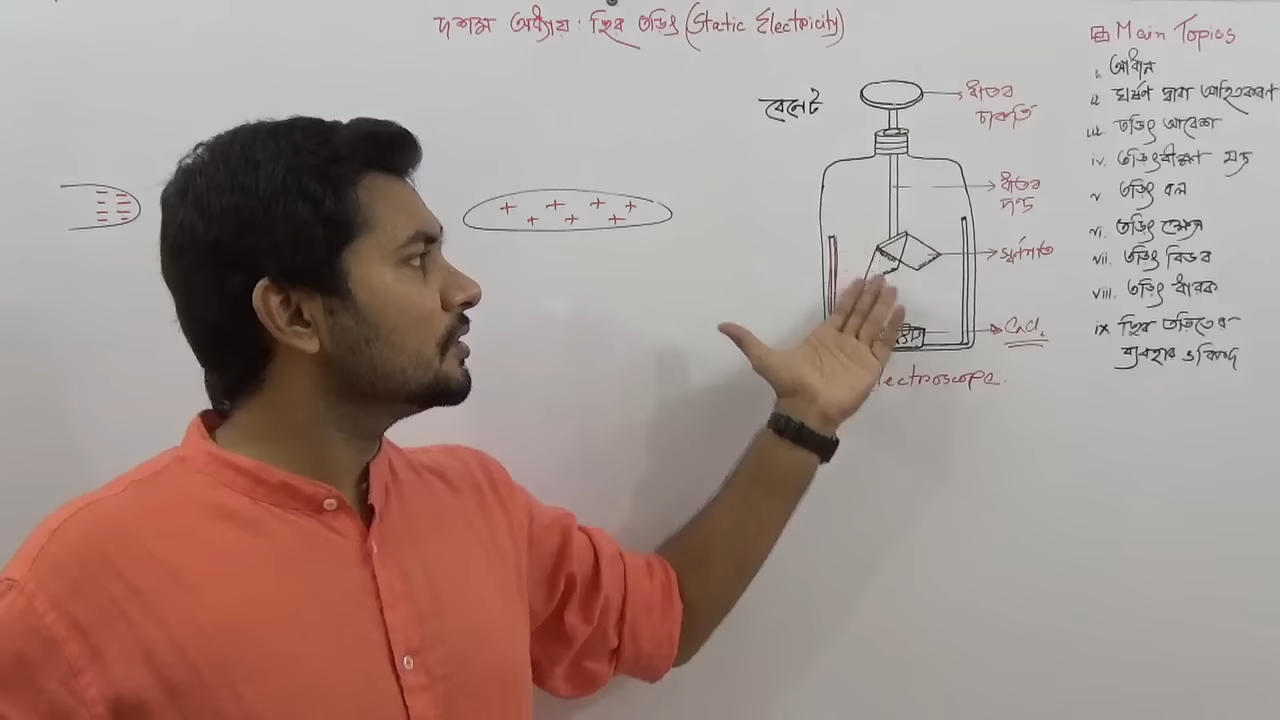 দশম অধ্যায় : স্থির তড়িৎ (Static Electricity)
বেনেট
ধাতব
চাকতি
ধাতব
দন্ড
স্বর্ণপাত
CaCl₂
lectroscope.
Main Topics
i. আধান
ii. ঘর্ষণ দ্বারা আহিতকরণ
iii. তড়িৎ আবেশ
iv. তড়িৎবীক্ষণ যন্ত্র
v. তড়িৎ বল
vi. তড়িৎ ক্ষেত্র
vii. তড়িৎ বিভব
viii. তড়িৎ ধারক
ix স্থির তড়িতের
ব্যবহার ও বিপদ